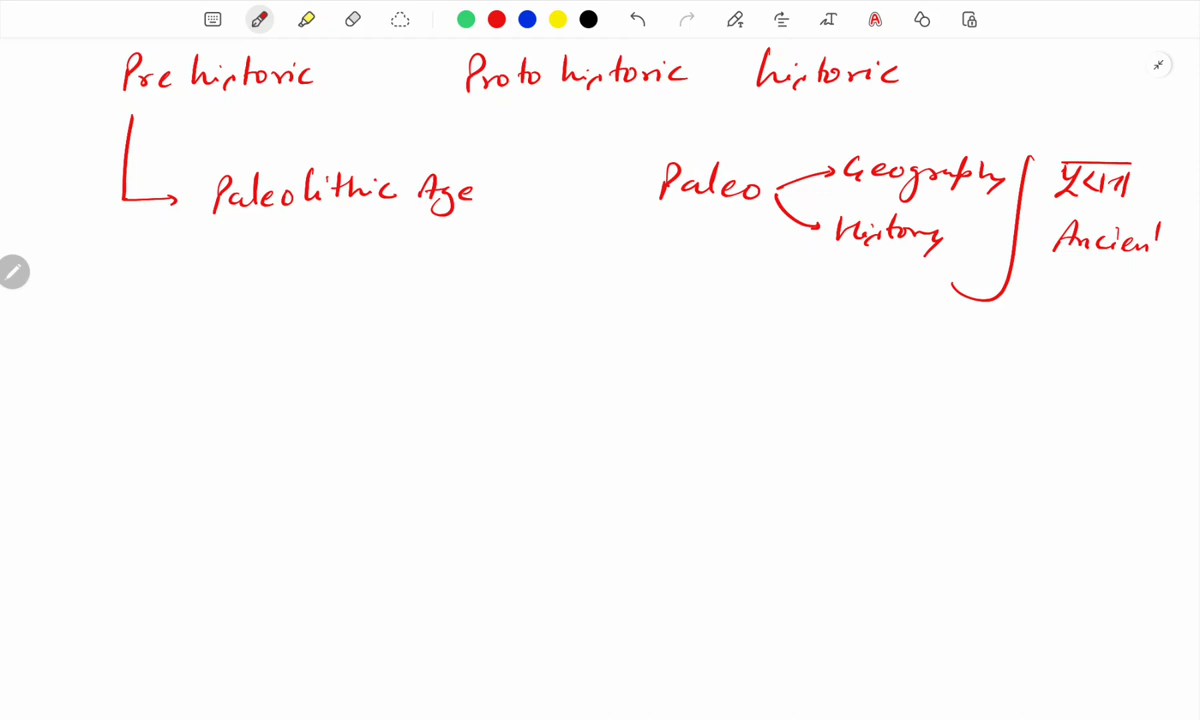 Pre historic Proto historic historic
Paleolithic Age Paleo Geography
History
Ancient